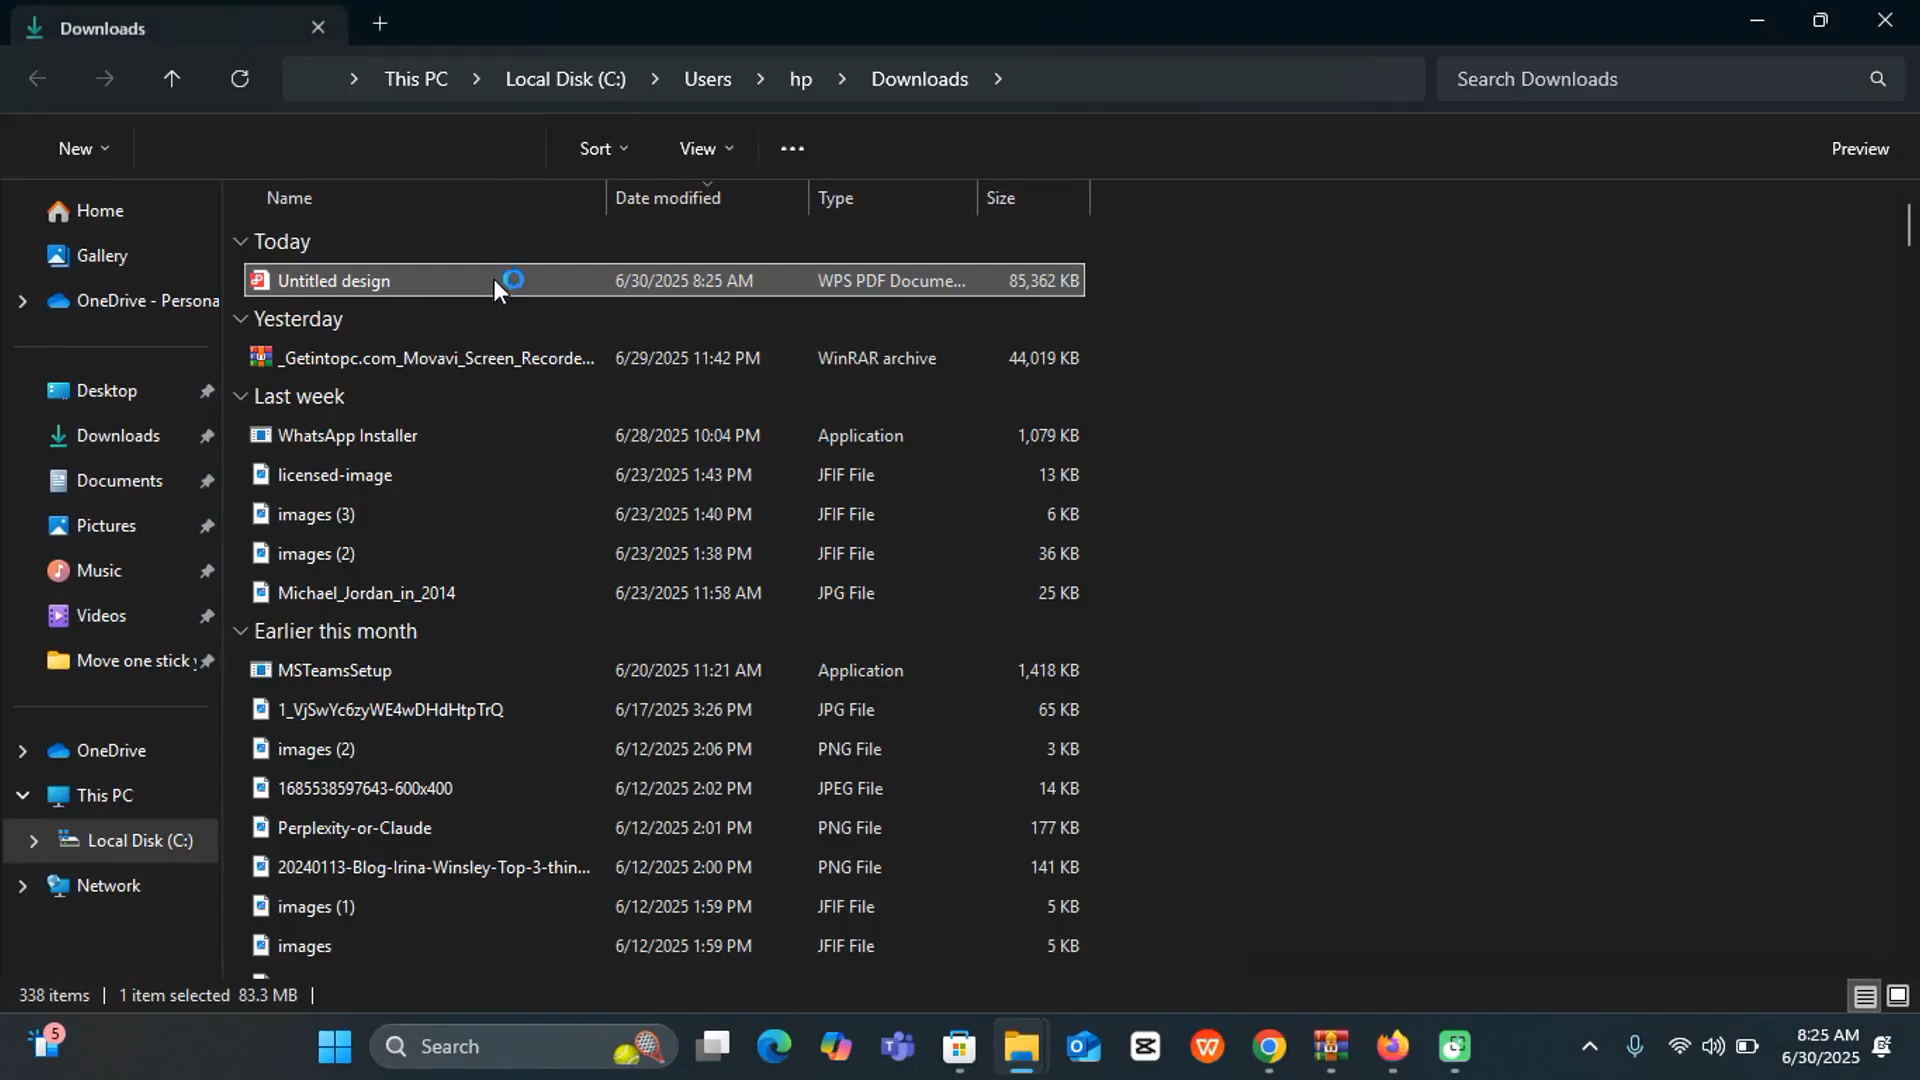 Downloads
This PC > Local Disk (C:) > Users > hp > Downloads >
Search Downloads
New
Sort
View
Preview
Name Date modified Type Size
Today
Untitled design 6/30/2025 8:25 AM WPS PDF Docume... 85,362 KB
Yesterday
_Getintopc.com_Movavi_Screen_Recorde... 6/29/2025 11:42 PM WinRAR archive 44,019 KB
Last week
WhatsApp Installer 6/28/2025 10:04 PM Application 1,079 KB
licensed-image 6/23/2025 1:43 PM JFIF File 13 KB
images (3) 6/23/2025 1:40 PM JFIF File 6 KB
images (2) 6/23/2025 1:38 PM JFIF File 36 KB
Michael_Jordan_in_2014 6/23/2025 11:58 AM JPG File 25 KB
Earlier this month
MSTeamsSetup 6/20/2025 11:21 AM Application 1,418 KB
1_VjSwYc6zyWE4wDHdHtpTrQ 6/17/2025 3:26 PM JPG File 65 KB
images (2) 6/12/2025 2:06 PM PNG File 3 KB
1685538597643-600x400 6/12/2025 2:02 PM JPEG File 14 KB
Perplexity-or-Claude 6/12/2025 2:01 PM PNG File 177 KB
20240113-Blog-Irina-Winsley-Top-3-thin... 6/12/2025 2:00 PM PNG File 141 KB
images (1) 6/12/2025 1:59 PM JFIF File 5 KB
images 6/12/2025 1:59 PM JFIF File 5 KB
Home
Gallery
OneDrive - Persona
Desktop
Downloads
Documents
Pictures
Music
Videos
Move one stick
OneDrive
This PC
Local Disk (C:)
Network
338 items 1 item selected 83.3 MB
5
Search
8:25 AM
6/30/2025